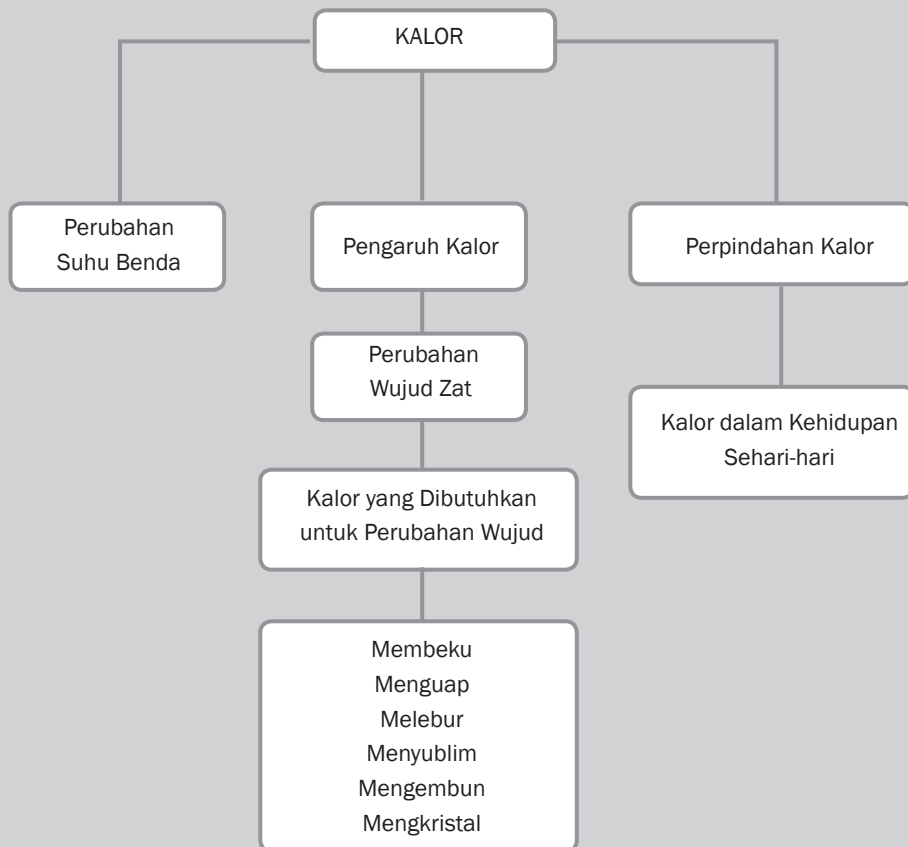 KALOR
Perubahan
Suhu Benda
Pengaruh Kalor
Perpindahan Kalor
Perubahan
Wujud Zat
Kalor dalam Kehidupan
Sehari-hari
Kalor yang Dibutuhkan
untuk Perubahan Wujud
Membeku
Menguap
Melebur
Menyublim
Mengembun
Mengkristal